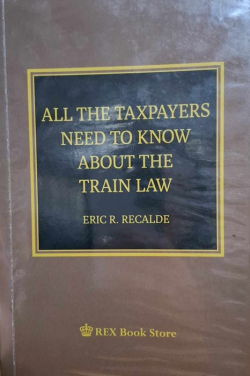 ALL THE TAXPAYERS
NEED TO KNOW
ABOUT THE
TRAIN LAW
ERIC R. RECALDE
REX Book Store